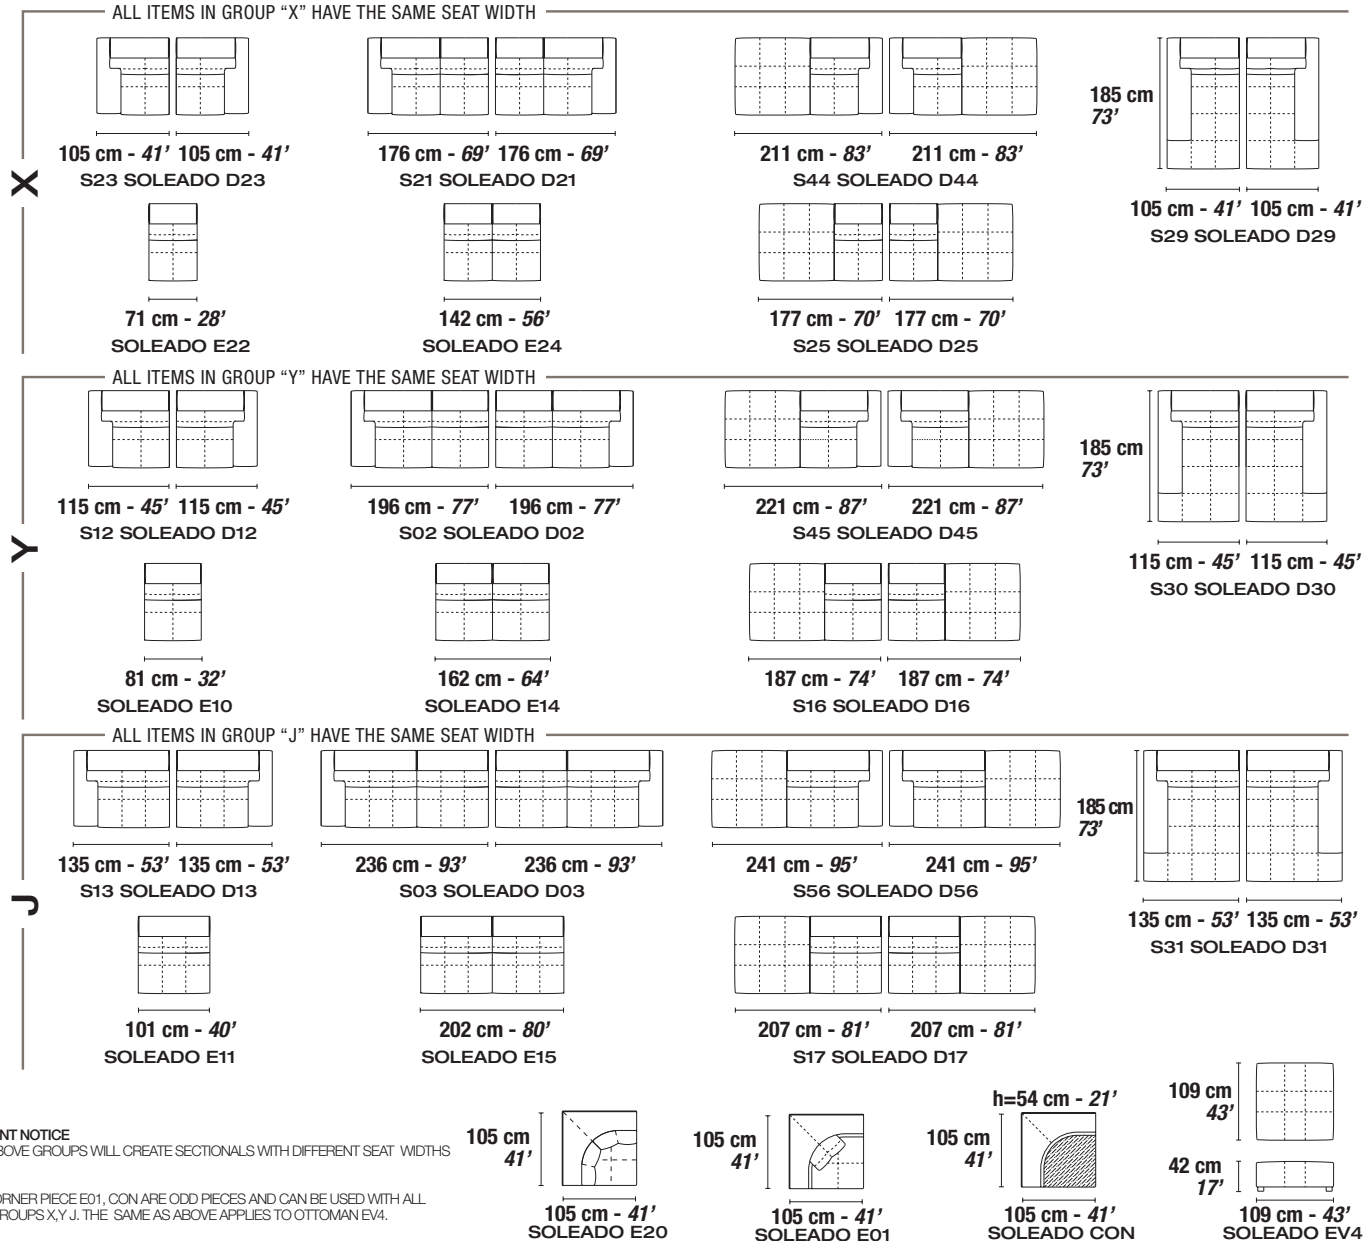 ALL ITEMS IN GROUP “X” HAVE THE SAME SEAT WIDTH
X
105 cm - 41’ 105 cm - 41’
S23 SOLEADO D23
176 cm - 69’ 176 cm - 69’
S21 SOLEADO D21
211 cm - 83’ 211 cm - 83’
S44 SOLEADO D44
185 cm
73’
105 cm - 41’ 105 cm - 41’
S29 SOLEADO D29
71 cm - 28’
SOLEADO E22
142 cm - 56’
SOLEADO E24
177 cm - 70’ 177 cm - 70’
S25 SOLEADO D25
ALL ITEMS IN GROUP “Y” HAVE THE SAME SEAT WIDTH
Y
115 cm - 45’ 115 cm - 45’
S12 SOLEADO D12
196 cm - 77’ 196 cm - 77’
S02 SOLEADO D02
221 cm - 87’ 221 cm - 87’
S45 SOLEADO D45
185 cm
73’
115 cm - 45’ 115 cm - 45’
S30 SOLEADO D30
81 cm - 32’
SOLEADO E10
162 cm - 64’
SOLEADO E14
187 cm - 74’ 187 cm - 74’
S16 SOLEADO D16
ALL ITEMS IN GROUP “J” HAVE THE SAME SEAT WIDTH
J
135 cm - 53’ 135 cm - 53’
S13 SOLEADO D13
236 cm - 93’ 236 cm - 93’
S03 SOLEADO D03
241 cm - 95’ 241 cm - 95’
S56 SOLEADO D56
185 cm
73’
135 cm - 53’ 135 cm - 53’
S31 SOLEADO D31
101 cm - 40’
SOLEADO E11
202 cm - 80’
SOLEADO E15
207 cm - 81’ 207 cm - 81’
S17 SOLEADO D17
NT NOTICE
BOVE GROUPS WILL CREATE SECTIONALS WITH DIFFERENT SEAT WIDTHS
ORNER PIECE E01, CON ARE ODD PIECES AND CAN BE USED WITH ALL
ROUPS X,Y J. THE SAME AS ABOVE APPLIES TO OTTOMAN EV4.
105 cm
41’
105 cm - 41’
SOLEADO E20
105 cm
41’
105 cm - 41’
SOLEADO E01
h=54 cm - 21’
105 cm
41’
105 cm - 41’
SOLEADO CON
109 cm
43’
42 cm
17’
109 cm - 43’
SOLEADO EV4